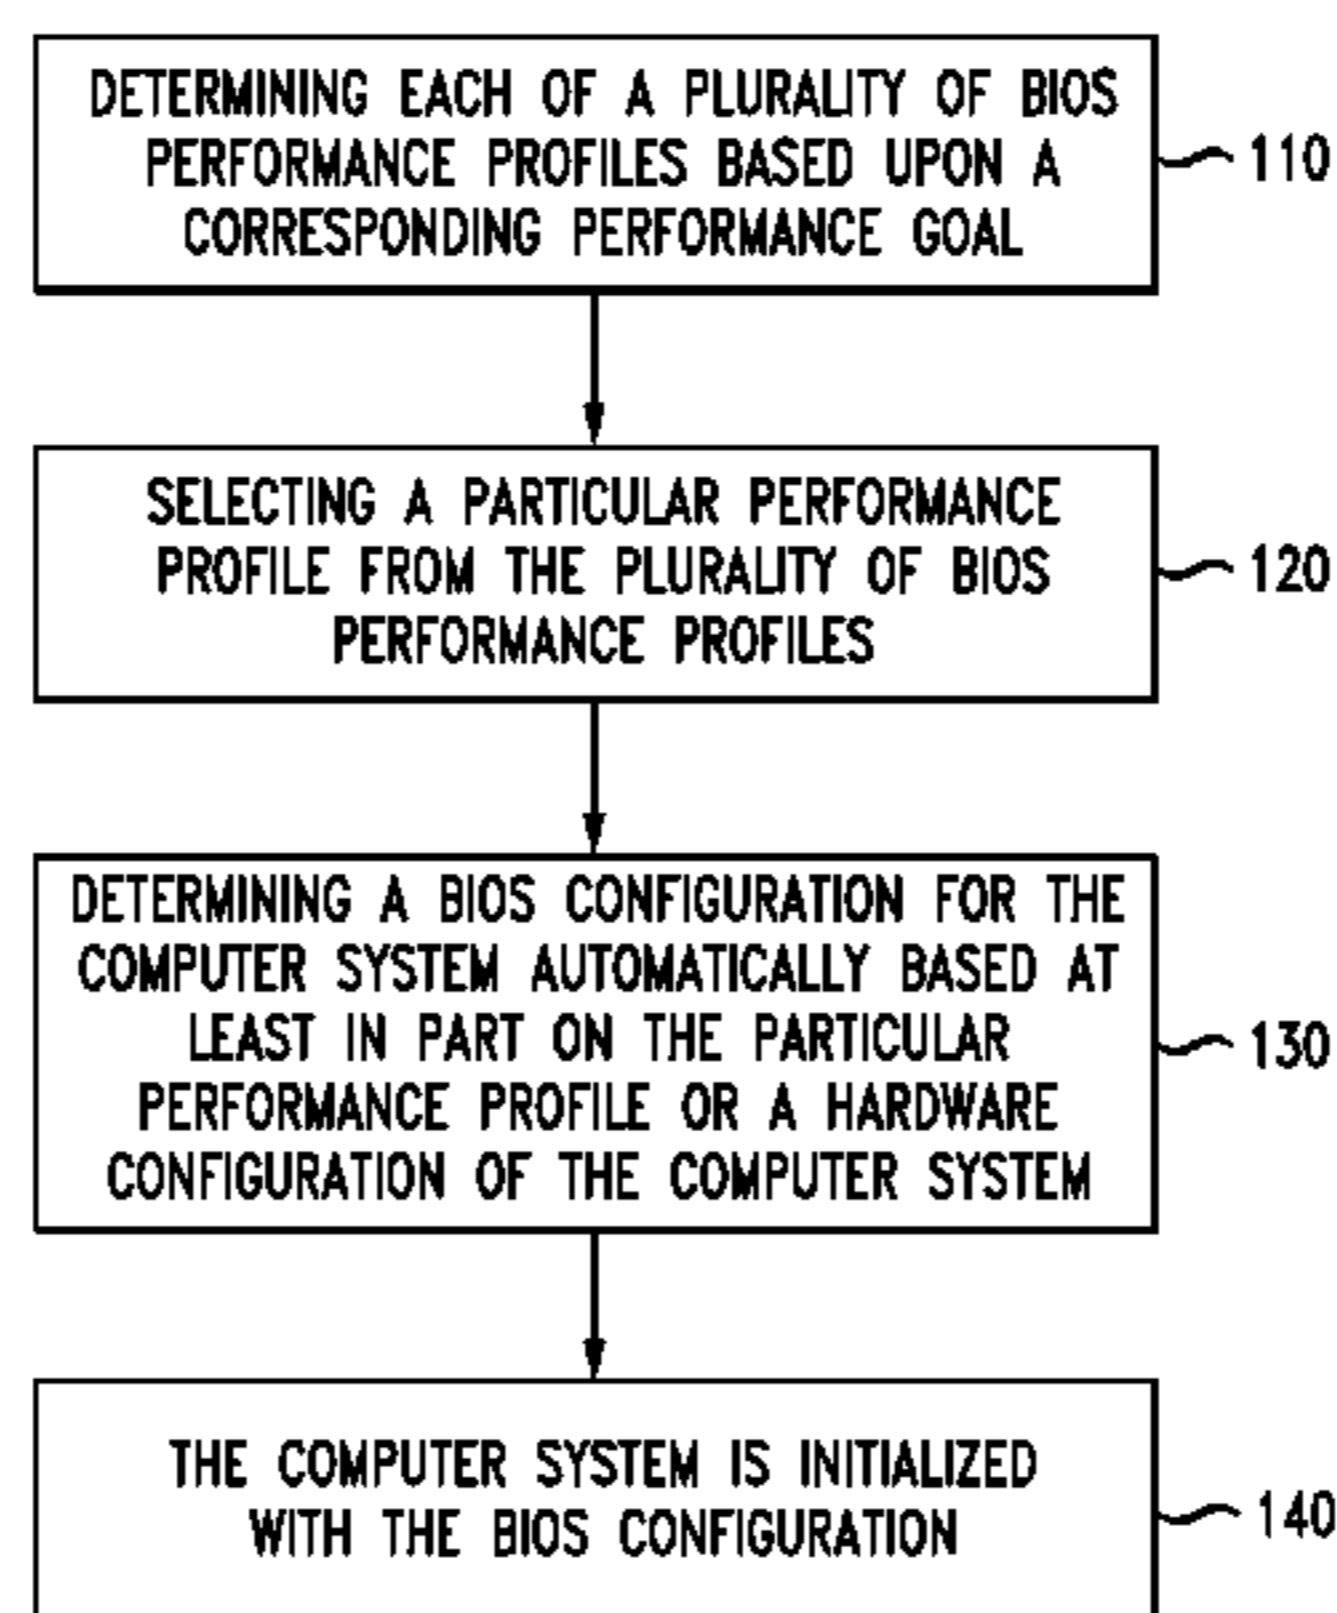 DETERMINING EACH OF A PLURALITY OF BIOS
PERFORMANCE PROFILES BASED UPON A
CORRESPONDING PERFORMANCE GOAL
110
SELECTING A PARTICULAR PERFORMANCE
PROFILE FROM THE PLURALITY OF BIOS
PERFORMANCE PROFILES
120
DETERMINING A BIOS CONFIGURATION FOR THE
COMPUTER SYSTEM AUTOMATICALLY BASED AT
LEAST IN PART ON THE PARTICULAR
PERFORMANCE PROFILE OR A HARDWARE
CONFIGURATION OF THE COMPUTER SYSTEM
130
THE COMPUTER SYSTEM IS INITIALIZED
WITH THE BIOS CONFIGURATION
140